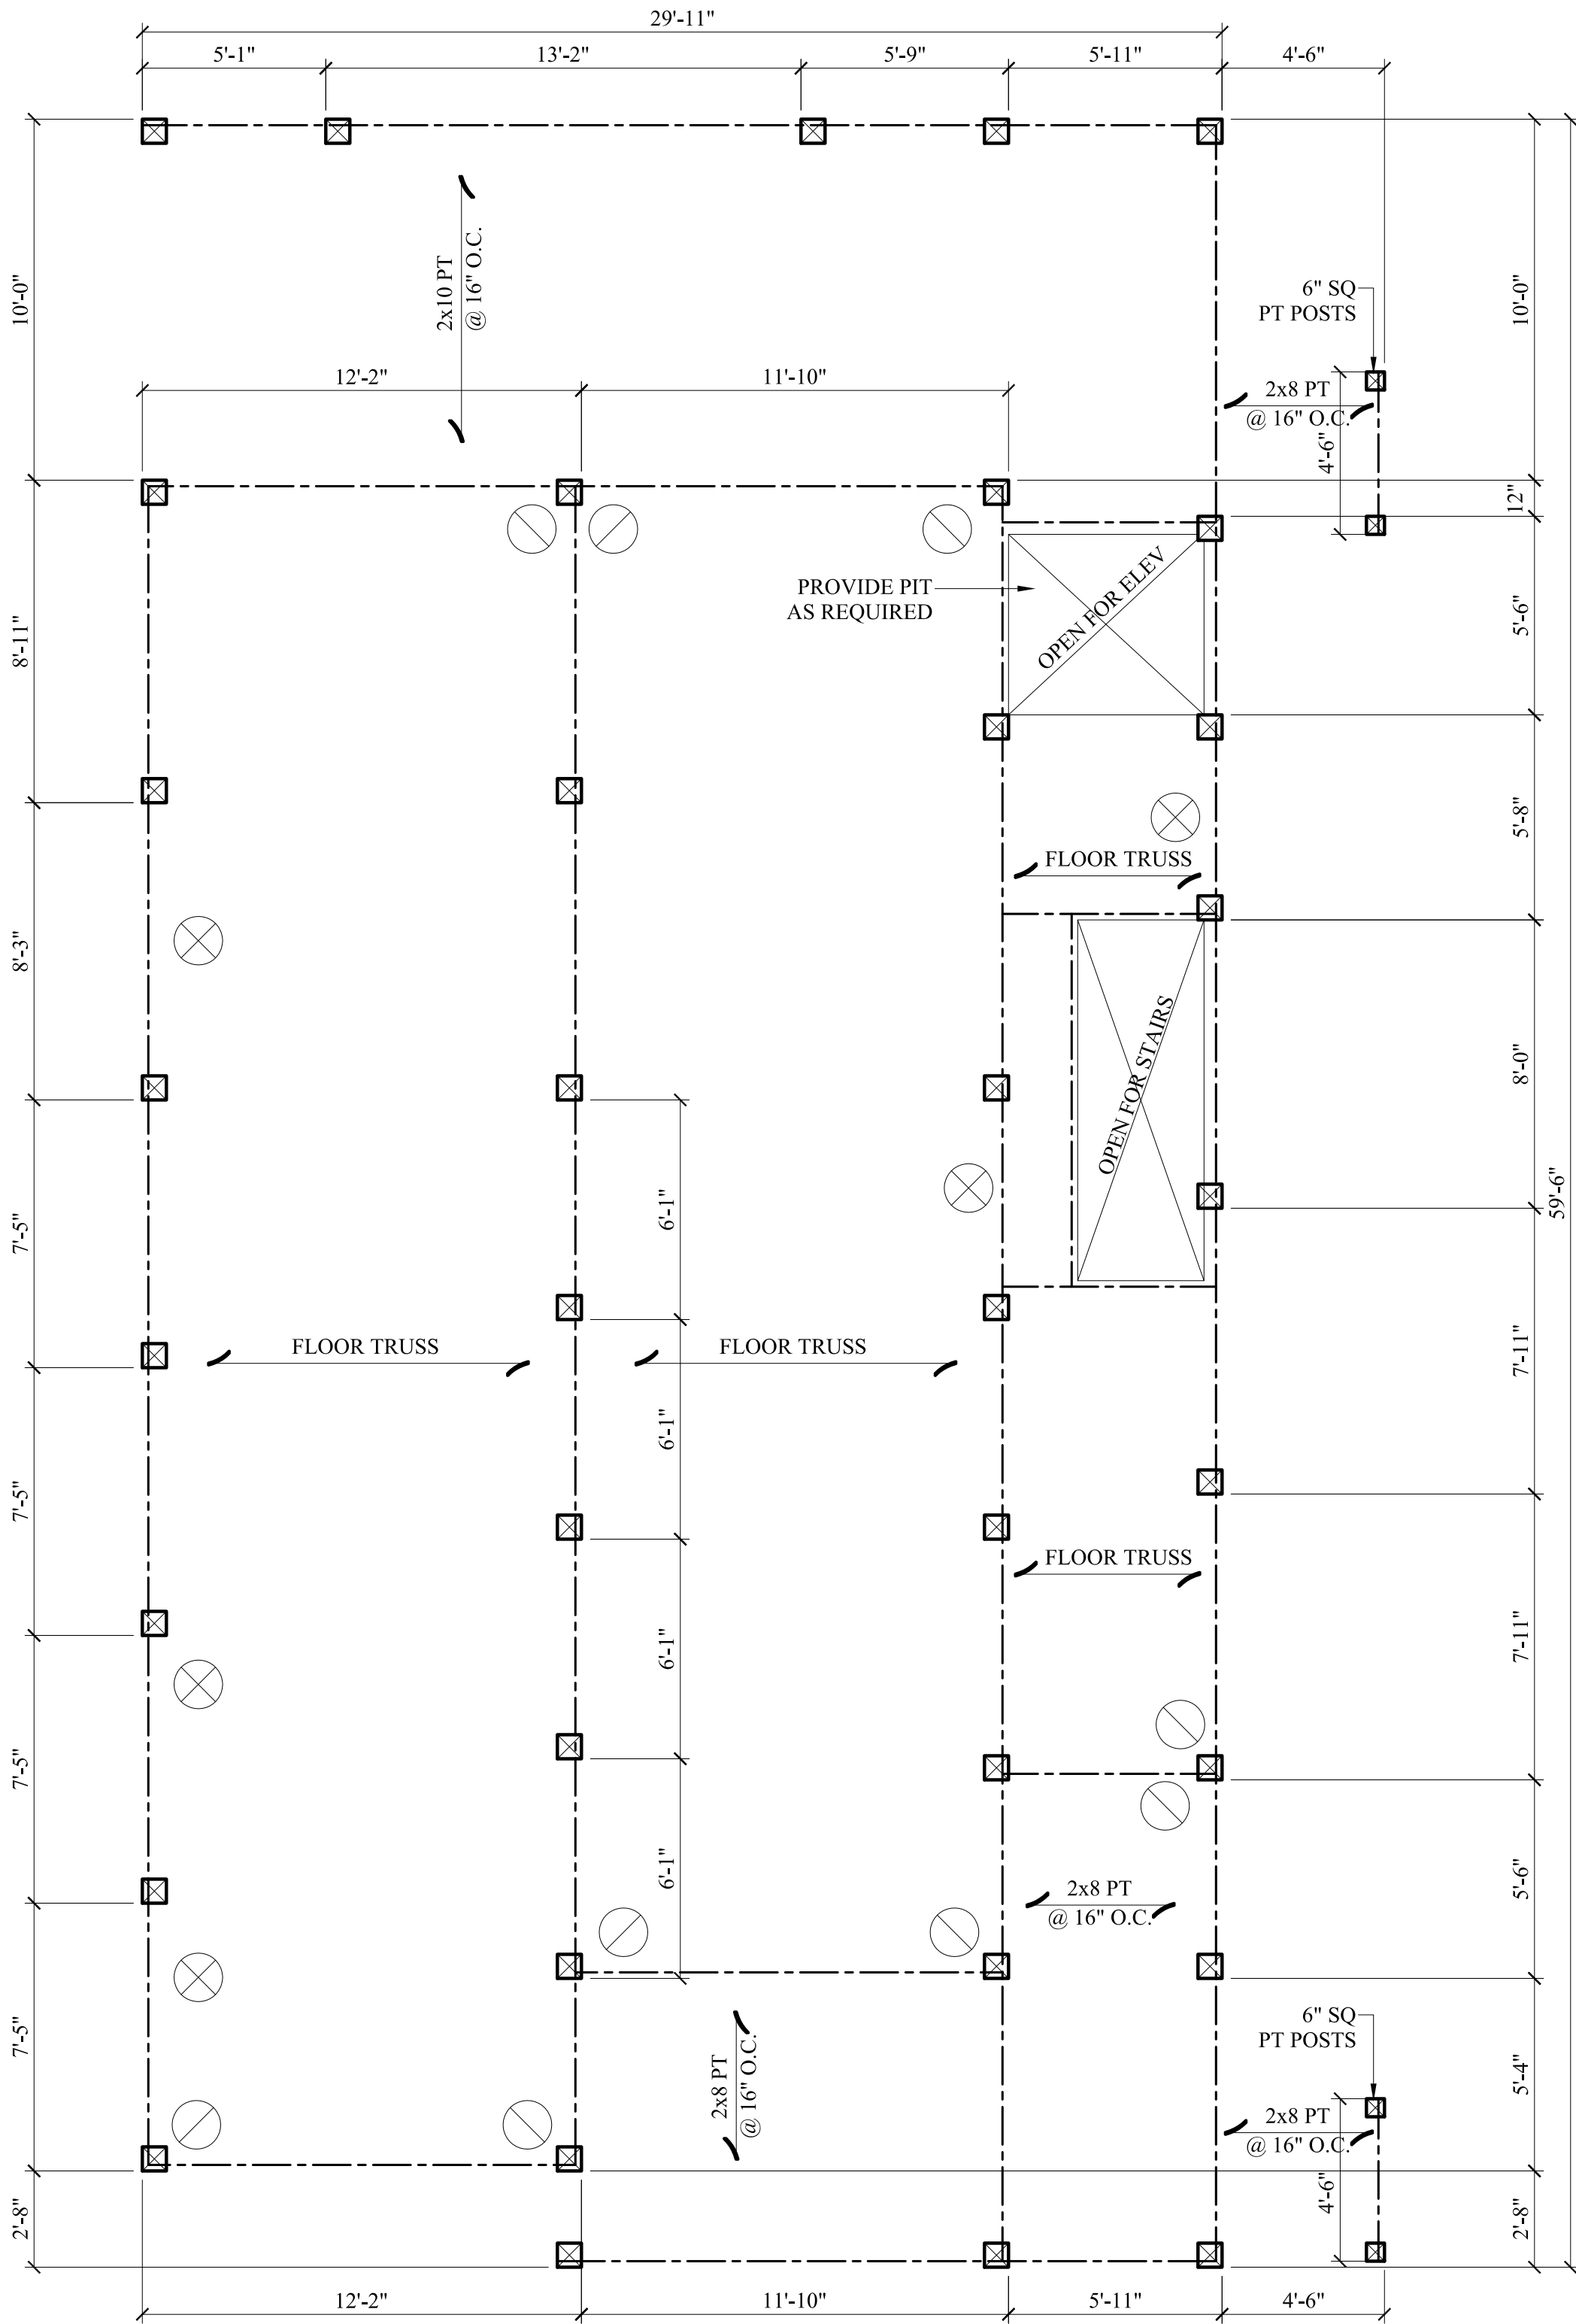 29'-11"
5'-1"
13'-2"
5'-9"
5'-11"
4'-6"
10'-0"
2x10 PT
@ 16" O.C.
10'-0"
6" SQ
PT POSTS
12'-2"
11'-10"
2x8 PT
@ 16" O.C.
4'-6"
12"
8'-11"
PROVIDE PIT
AS REQUIRED
OPEN FOR ELEV
5'-6"
5'-8"
FLOOR TRUSS
8'-3"
OPEN FOR STAIRS
8'-0"
59'-6"
7'-5"
6'-1"
FLOOR TRUSS
FLOOR TRUSS
7'-11"
6'-1"
7'-5"
FLOOR TRUSS
6'-1"
7'-11"
7'-5"
6'-1"
2x8 PT
@ 16" O.C.
5'-6"
7'-5"
2x8 PT
@ 16" O.C.
6" SQ
PT POSTS
5'-4"
2x8 PT
@ 16" O.C.
4'-6"
2'-8"
2'-8"
12'-2"
11'-10"
5'-11"
4'-6"